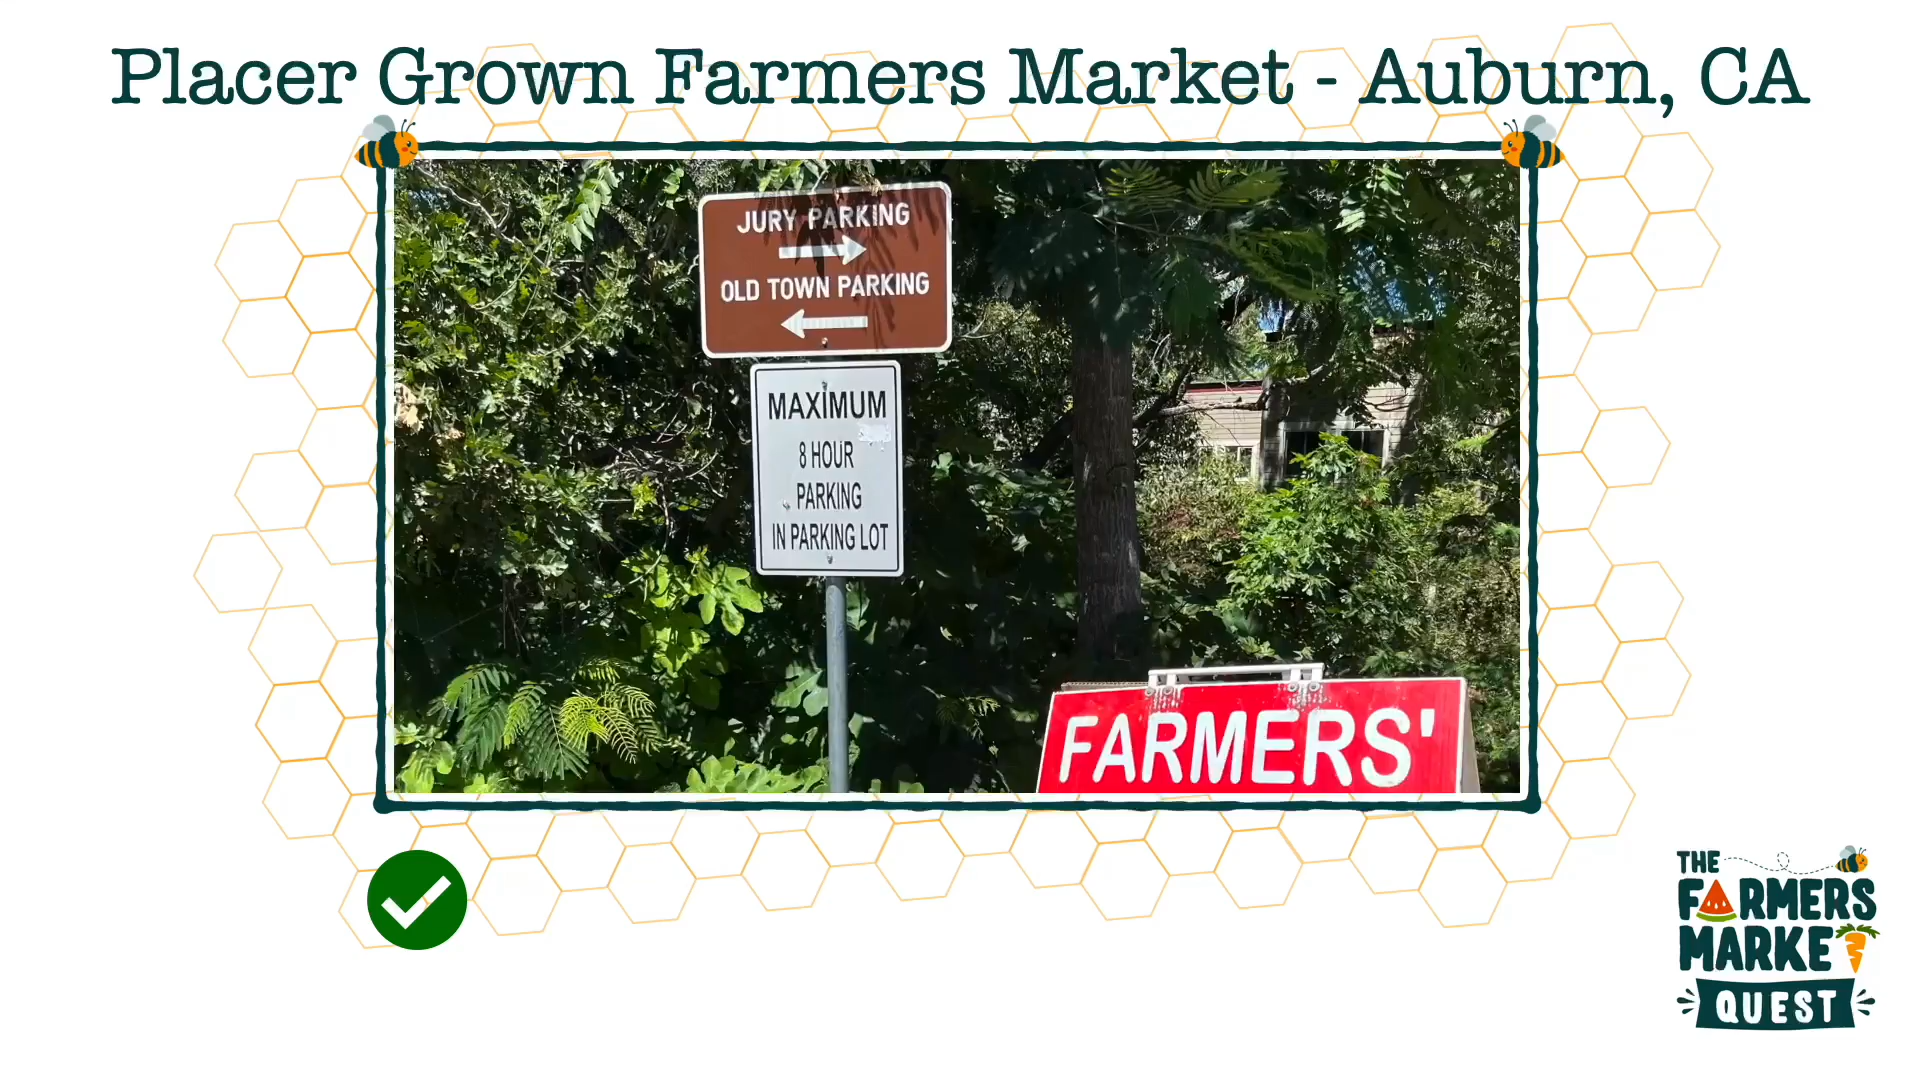 Placer Grown Farmers Market - Auburn, CA
JURY PARKING
OLD TOWN PARKING
MAXIMUM
8 HOUR
PARKING
IN PARKING LOT
FARMERS'
THE
FARMERS
MARKET
QUEST